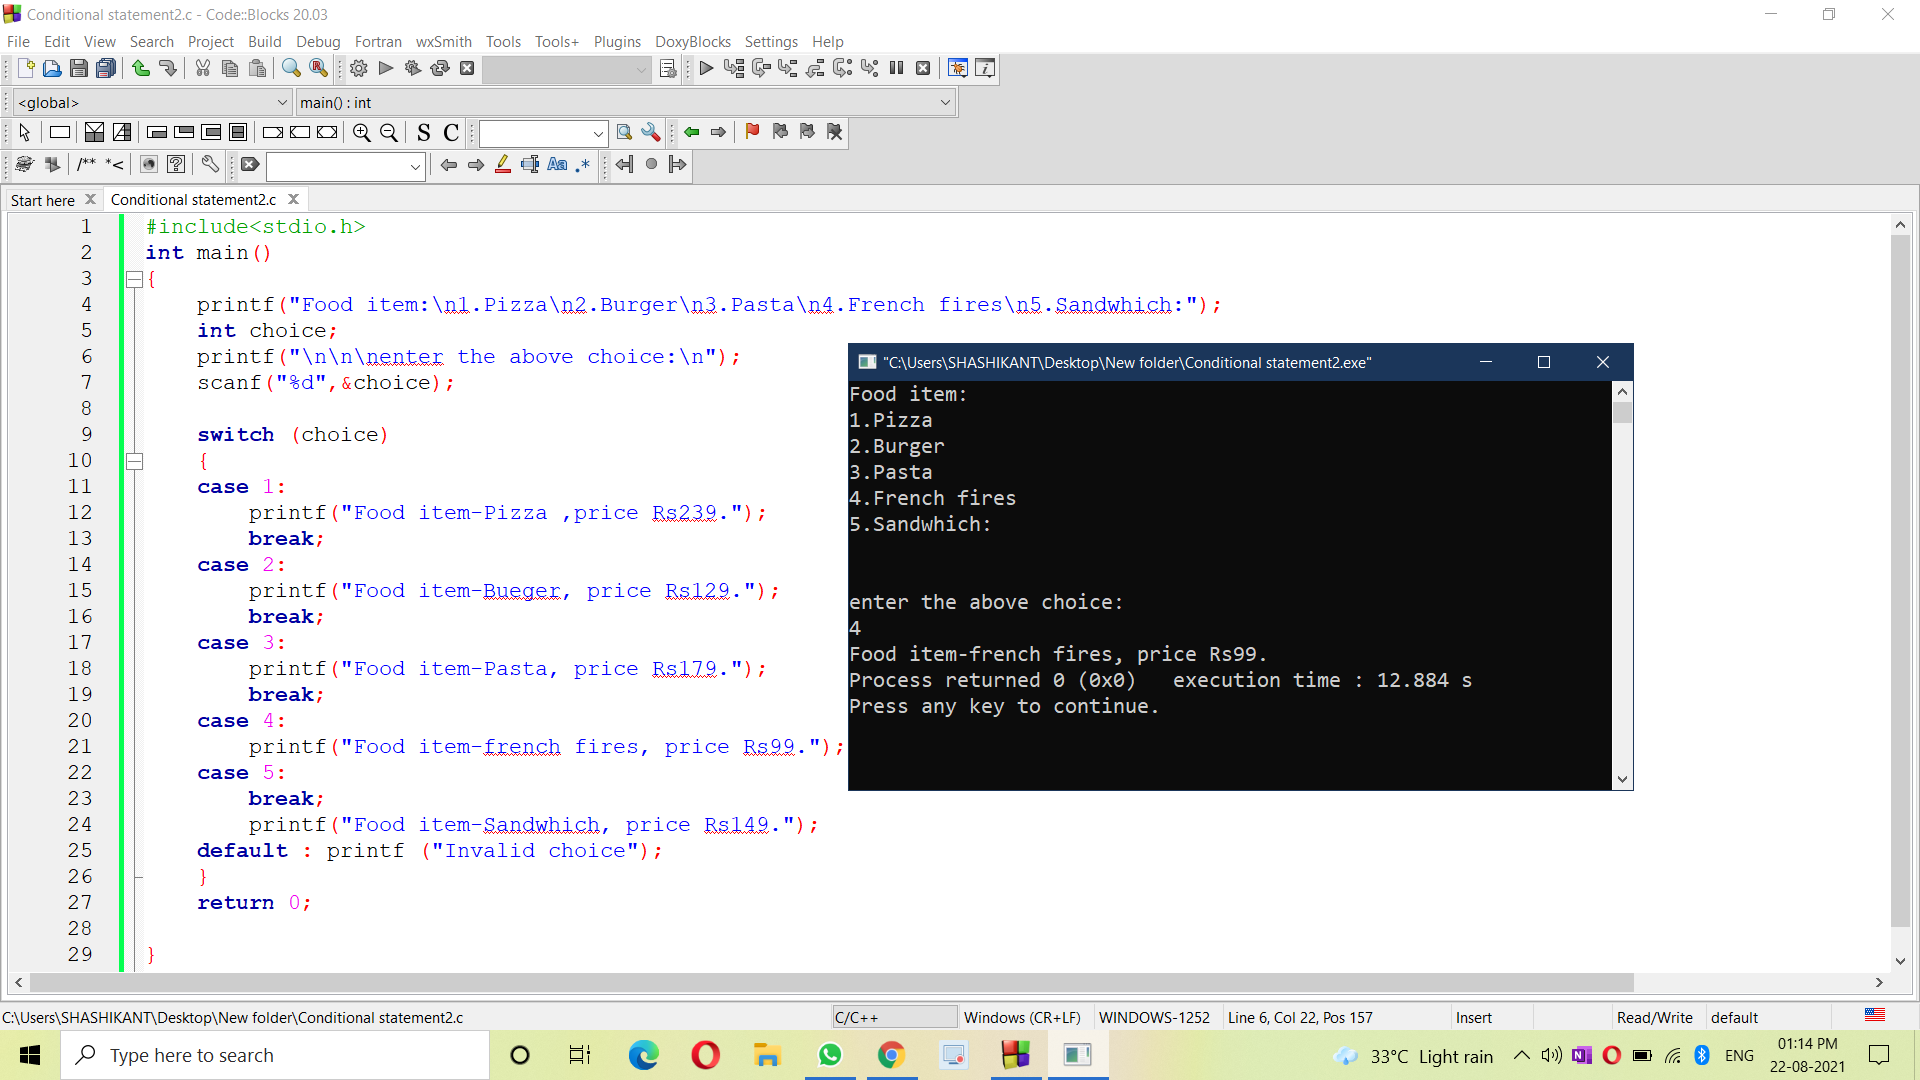 Conditional statement2.c - Code::Blocks 20.03
File Edit View Search Project Build Debug Fortran wxSmith Tools Tools+ Plugins DoxyBlocks Settings Help
<global> main() : int
S C
/** *< Aa .*
Start here Conditional statement2.c
1 #include<stdio.h>
2 int main()
3 {
4 printf("Food item:\n1.Pizza\n2.Burger\n3.Pasta\n4.French fires\n5.Sandwhich:");
5 int choice;
6 printf("\n\n\nenter the above choice:\n");
7 scanf("%d",&choice);
8
9 switch (choice)
10 {
11 case 1:
12 printf("Food item-Pizza ,price Rs239.");
13 break;
14 case 2:
15 printf("Food item-Bueger, price Rs129.");
16 break;
17 case 3:
18 printf("Food item-Pasta, price Rs179.");
19 break;
20 case 4:
21 printf("Food item-french fires, price Rs99.");
22 case 5:
23 break;
24 printf("Food item-Sandwhich, price Rs149.");
25 default : printf ("Invalid choice");
26 }
27 return 0;
28
29 }
"C:\Users\SHASHIKANT\Desktop\New folder\Conditional statement2.exe"
Food item:
1.Pizza
2.Burger
3.Pasta
4.French fires
5.Sandwhich:
enter the above choice:
4
Food item-french fires, price Rs99.
Process returned 0 (0x0) execution time : 12.884 s
Press any key to continue.
C:\Users\SHASHIKANT\Desktop\New folder\Conditional statement2.c C/C++ Windows (CR+LF) WINDOWS-1252 Line 6, Col 22, Pos 157 Insert Read/Write default
Type here to search 33°C Light rain ENG 01:14 PM
22-08-2021